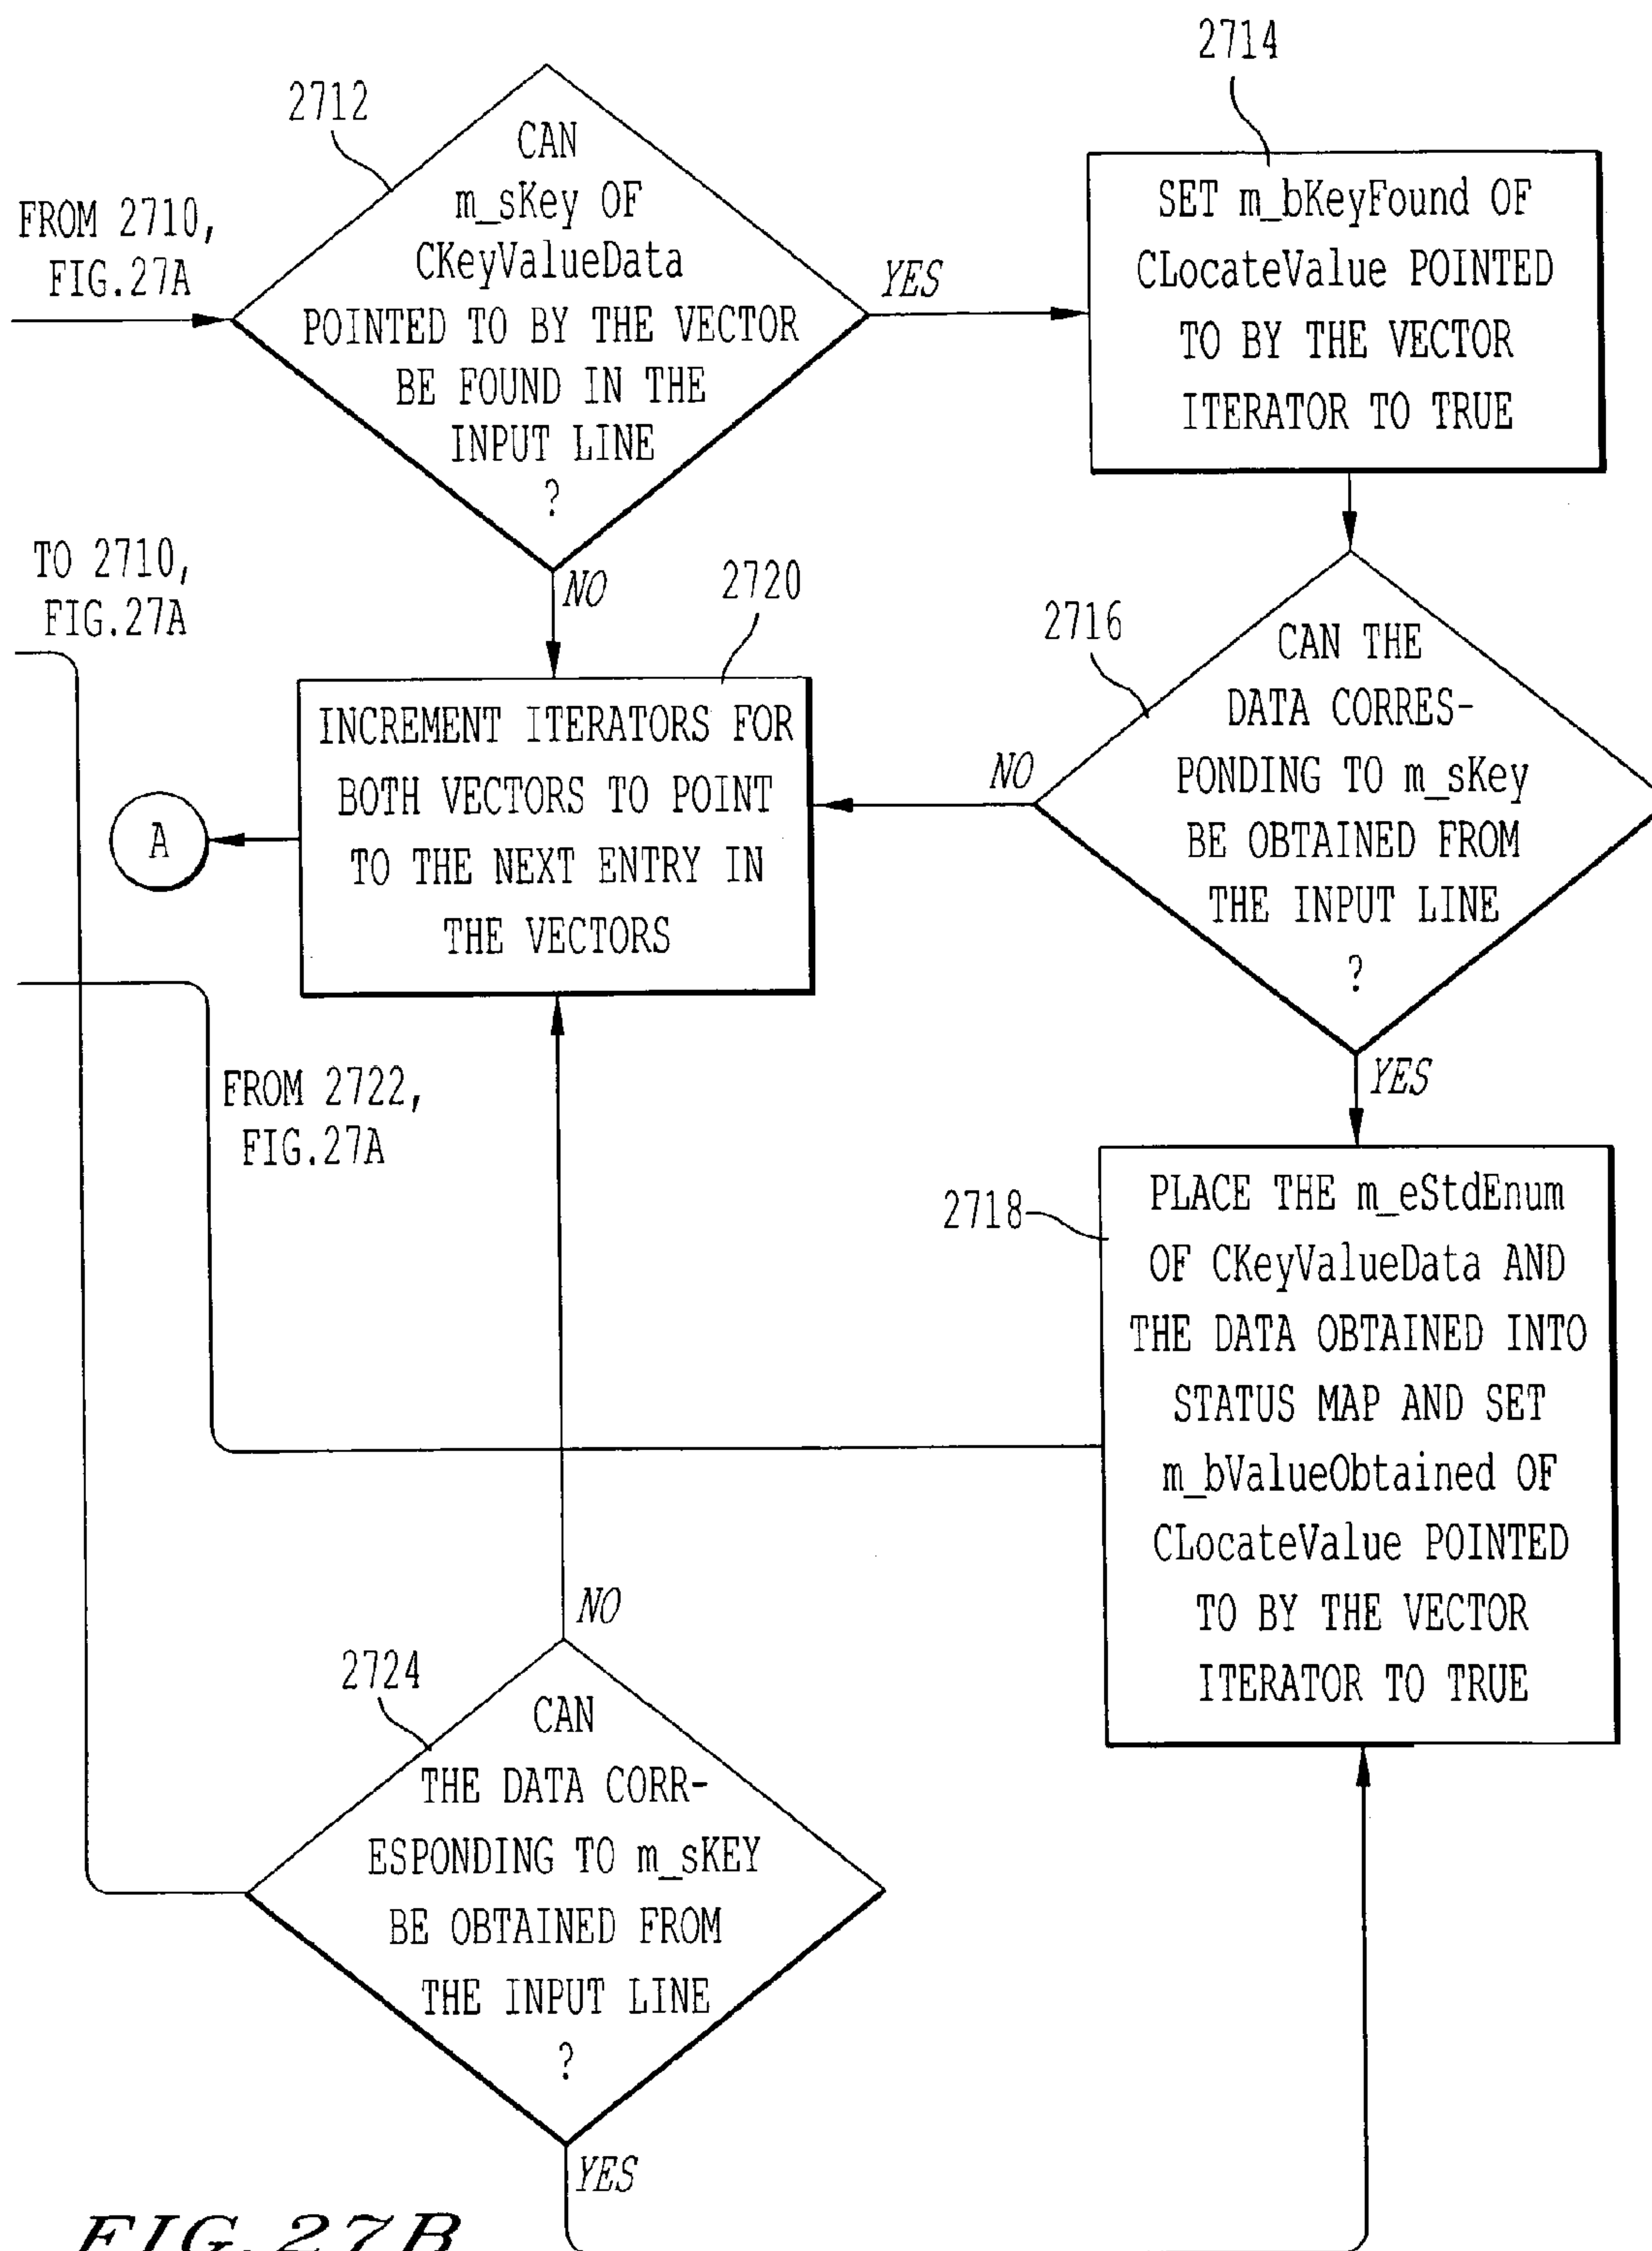 2714
2712
CAN
m_sKey OF
CKeyValueData
POINTED TO BY THE VECTOR
BE FOUND IN THE
INPUT LINE
?
FROM 2710,
FIG.27A
YES
SET m_bKeyFound OF
CLocateValue POINTED
TO BY THE VECTOR
ITERATOR TO TRUE
NO
TO 2710,
FIG.27A
2720
INCREMENT ITERATORS FOR
BOTH VECTORS TO POINT
TO THE NEXT ENTRY IN
THE VECTORS
A
2716
CAN THE
DATA CORRES-
PONDING TO m_sKey
BE OBTAINED FROM
THE INPUT LINE
?
NO
YES
FROM 2722,
FIG.27A
2718
PLACE THE m_eStdEnum
OF CKeyValueData AND
THE DATA OBTAINED INTO
STATUS MAP AND SET
m_bValueObtained OF
CLocateValue POINTED
TO BY THE VECTOR
ITERATOR TO TRUE
NO
2724
CAN
THE DATA CORR-
ESPONDING TO m_sKEY
BE OBTAINED FROM
THE INPUT LINE
?
YES
FIG.27B